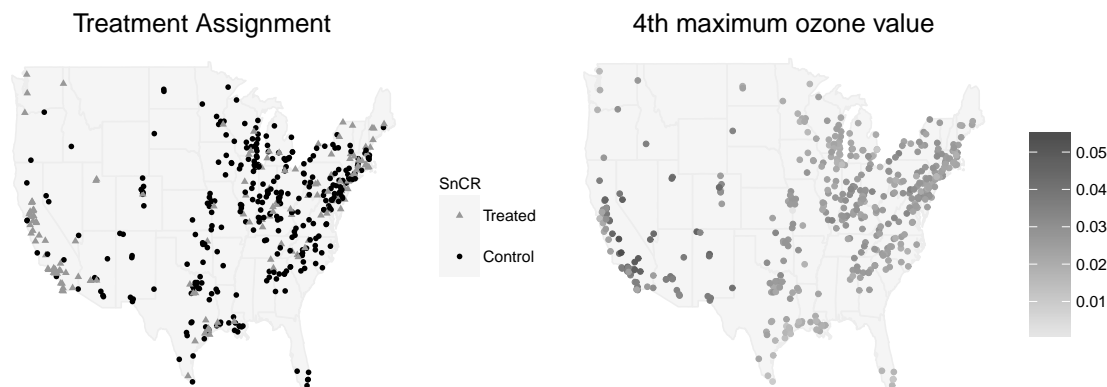 Treatment Assignment
SnCR
Treated
Control
4th maximum ozone value
0.05
0.04
0.03
0.02
0.01